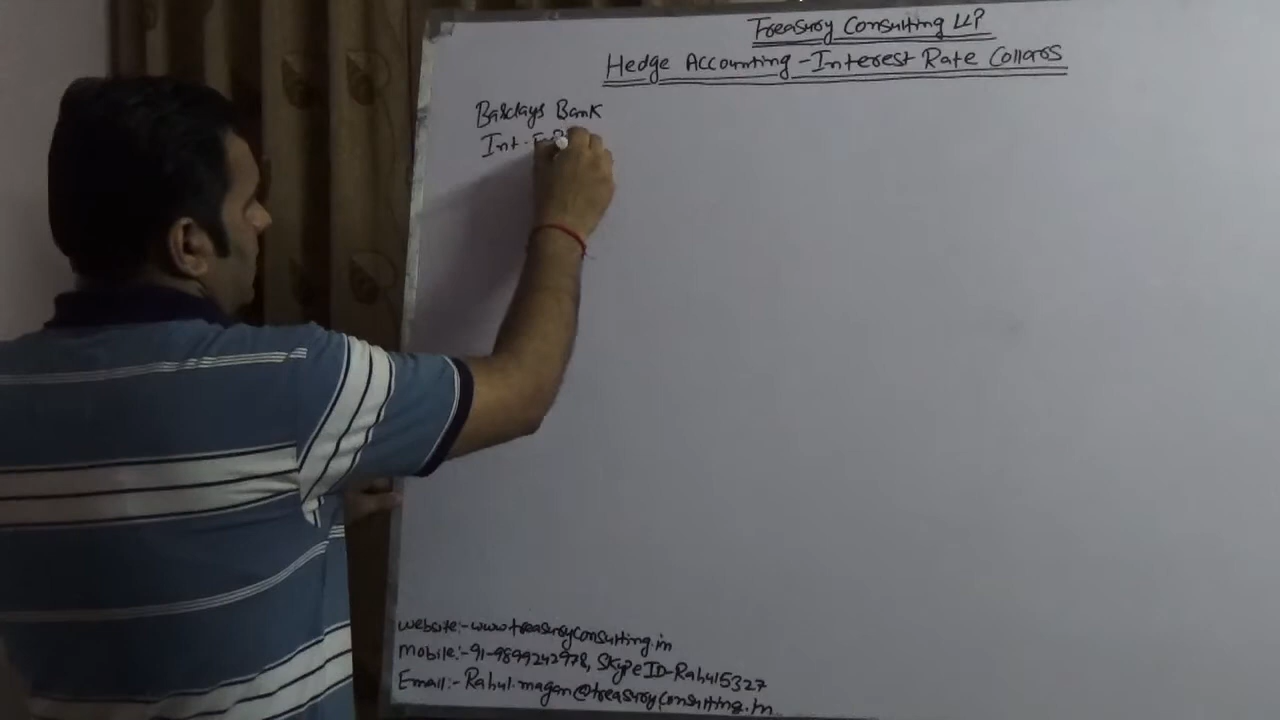 Treasury Consulting LLP
Hedge Accounting - Interest Rate Collars
Barclays Bank
Int.
Website:- www.treasuryconsulting.in
Mobile:- 91-9899242978, Skype ID-Rahul5327
Email:- Rahul.magan@treasuryconsulting.in